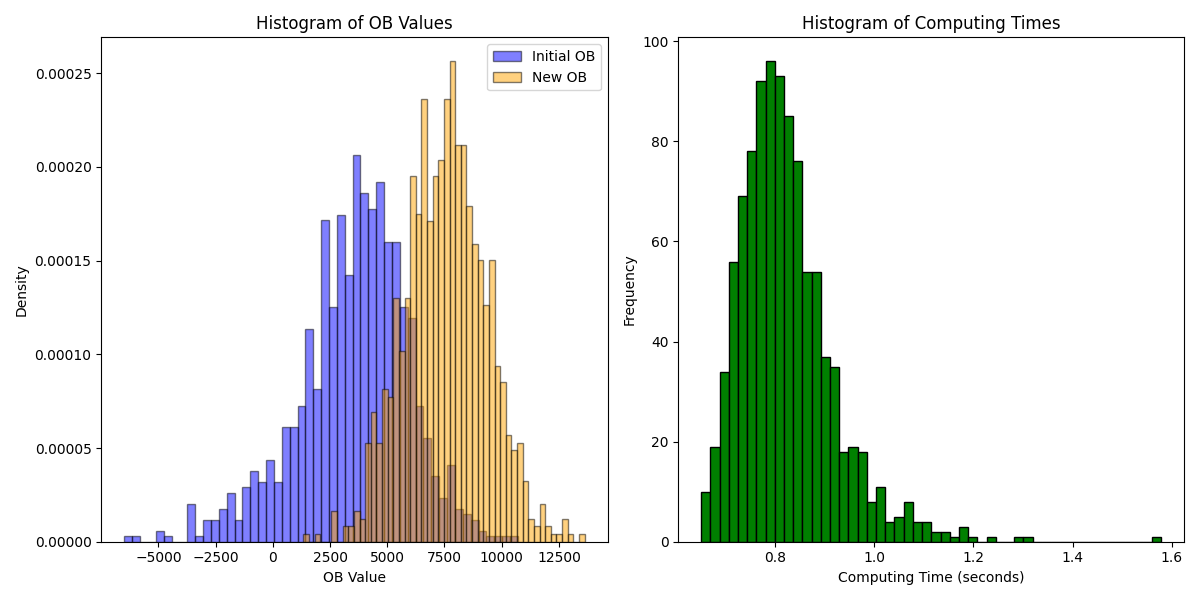 Histogram of OB Values
Initial OB
New OB
0.00025
0.00020
0.00015
0.00010
0.00005
0.00000
Density
−5000 −2500 0 2500 5000 7500 10000 12500
OB Value
Histogram of Computing Times
100
80
60
40
20
0
Frequency
0.8 1.0 1.2 1.4 1.6
Computing Time (seconds)